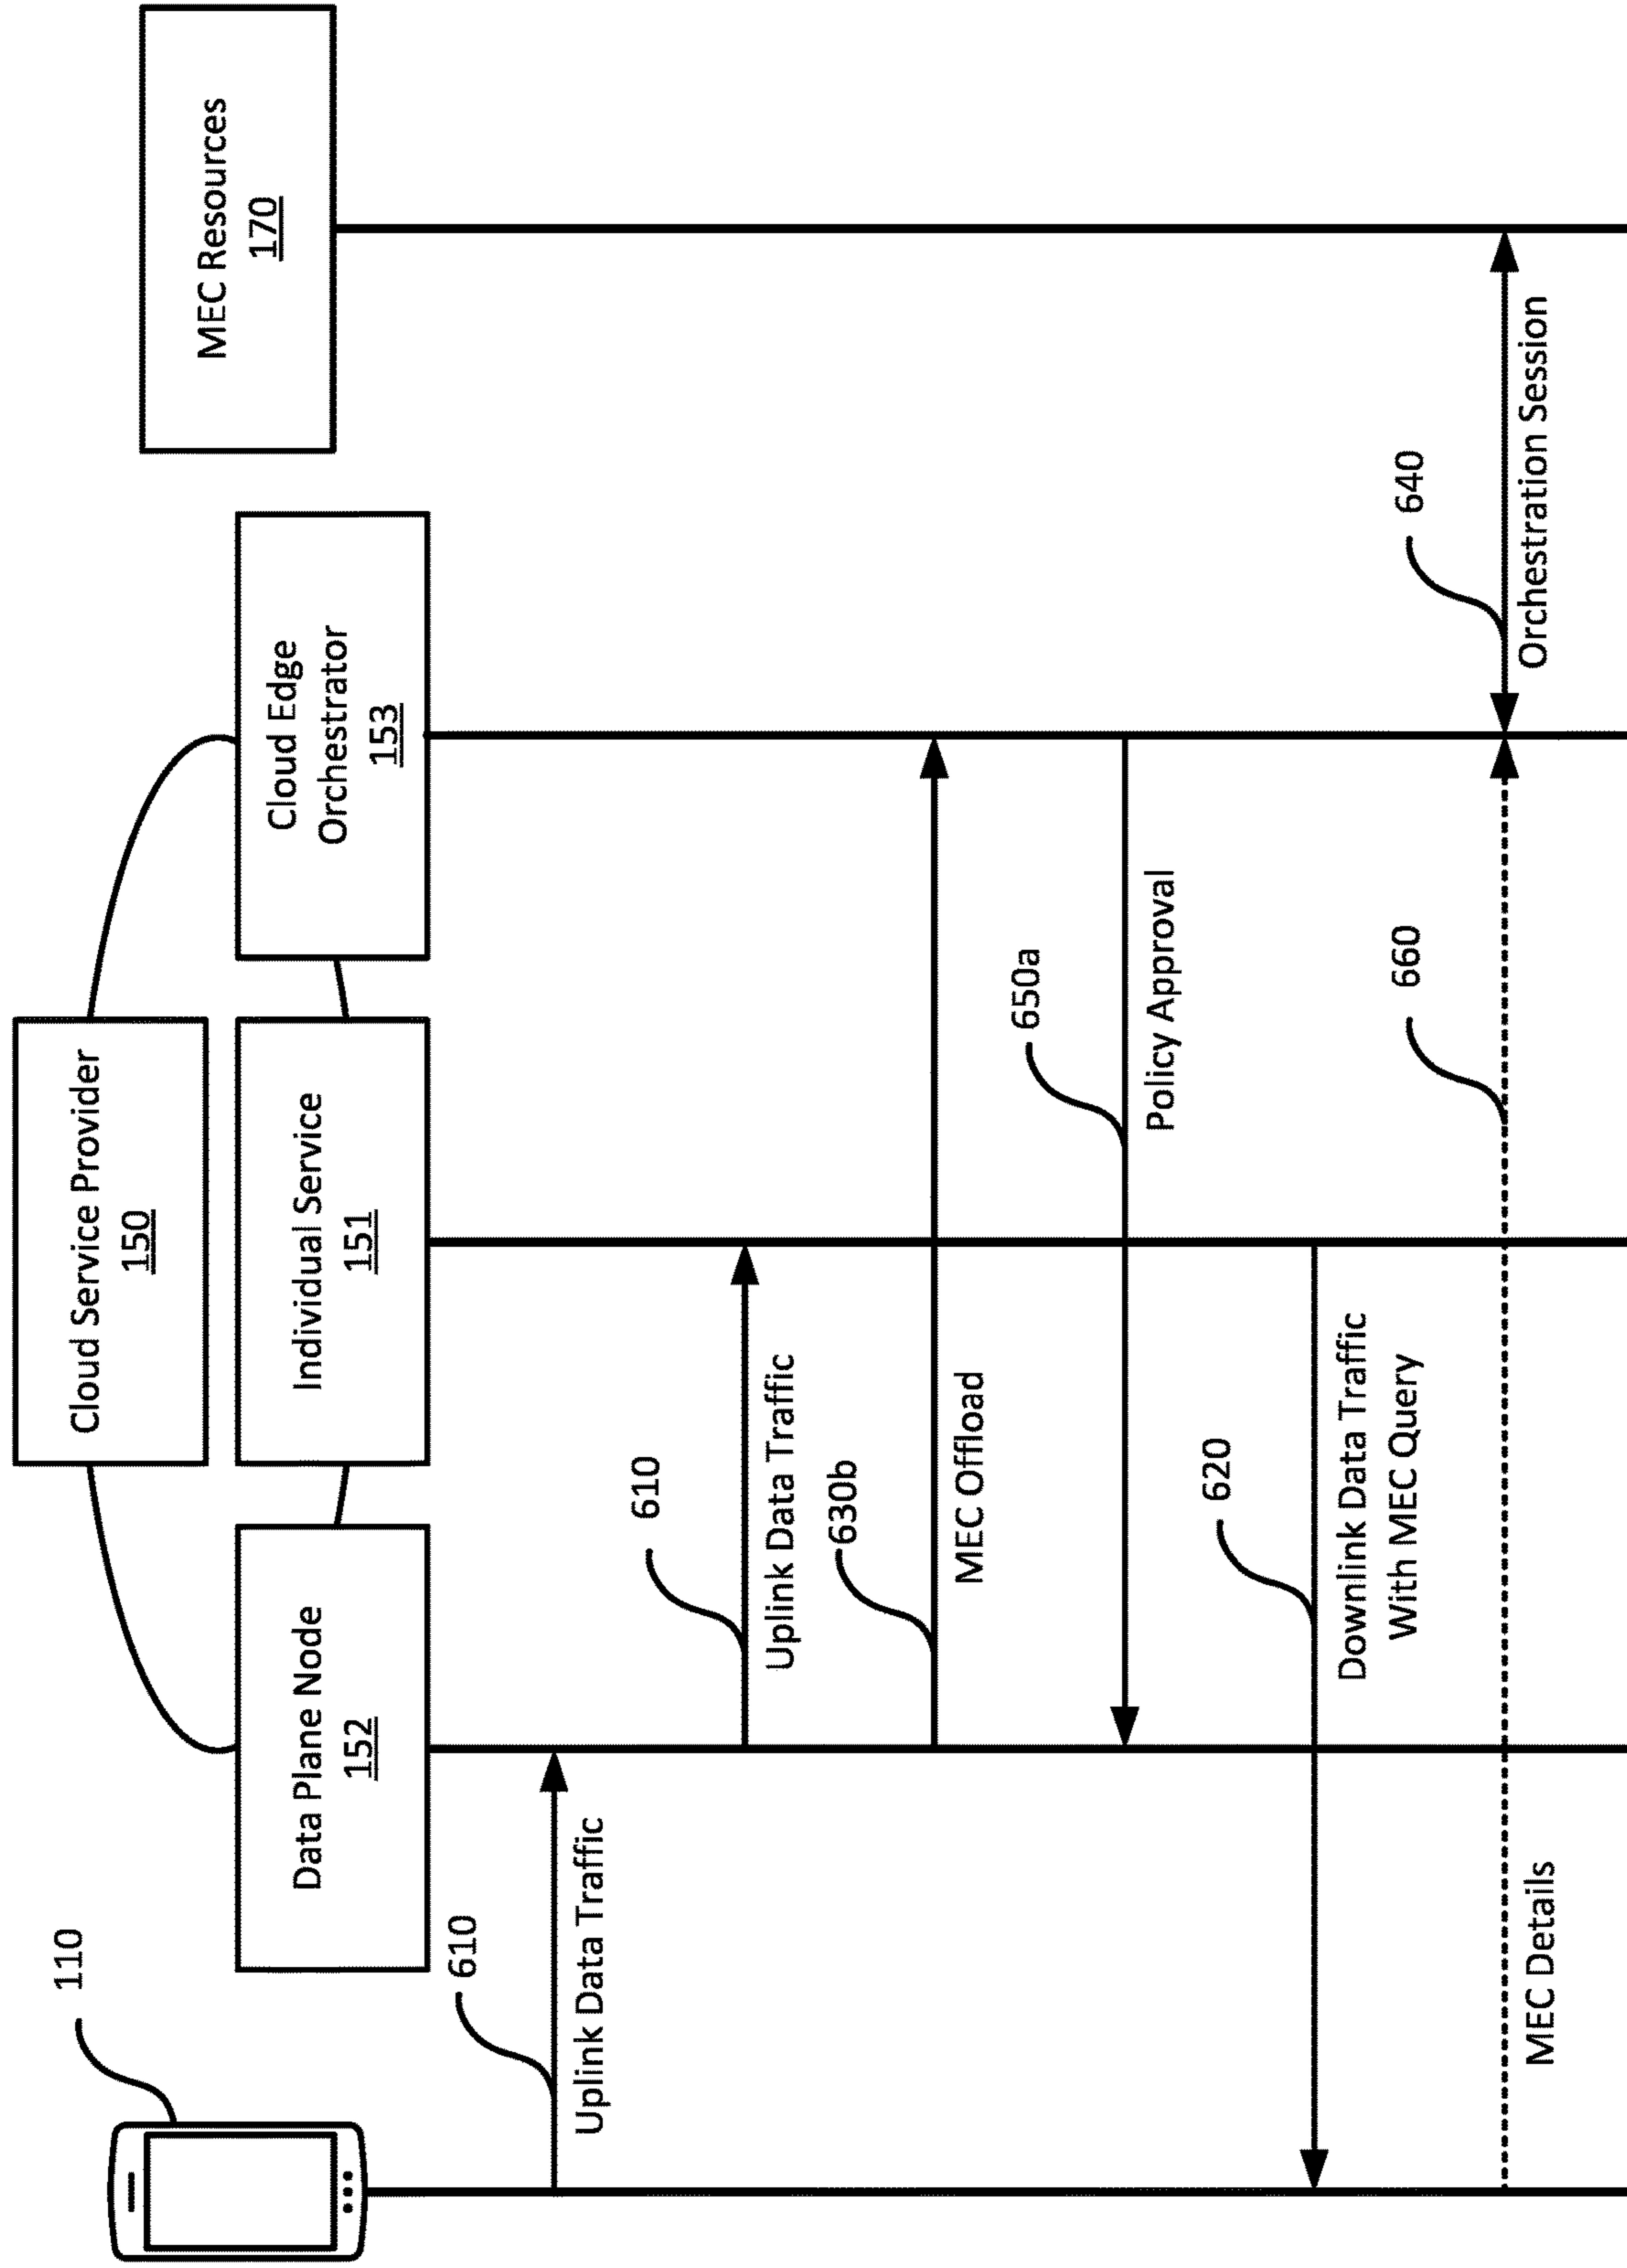 110
Cloud Service Provider
150
Data Plane Node
152
Individual Service
151
Cloud Edge
Orchestrator
153
MEC Resources
170
610
Uplink Data Traffic
610
Uplink Data Traffic
630b
MEC Offload
650a
Policy Approval
620
Downlink Data Traffic
With MEC Query
660
MEC Details
640
Orchestration Session